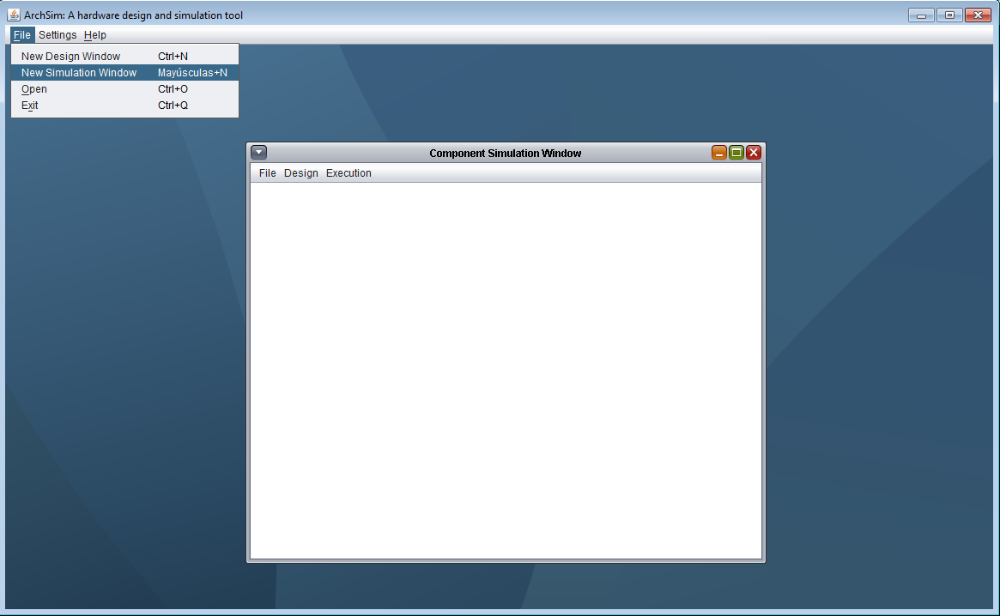 ArchSim: A hardware design and simulation tool
File Settings Help
New Design Window Ctrl+N
New Simulation Window Mayúsculas+N
Open Ctrl+O
Exit Ctrl+Q
Component Simulation Window
File Design Execution